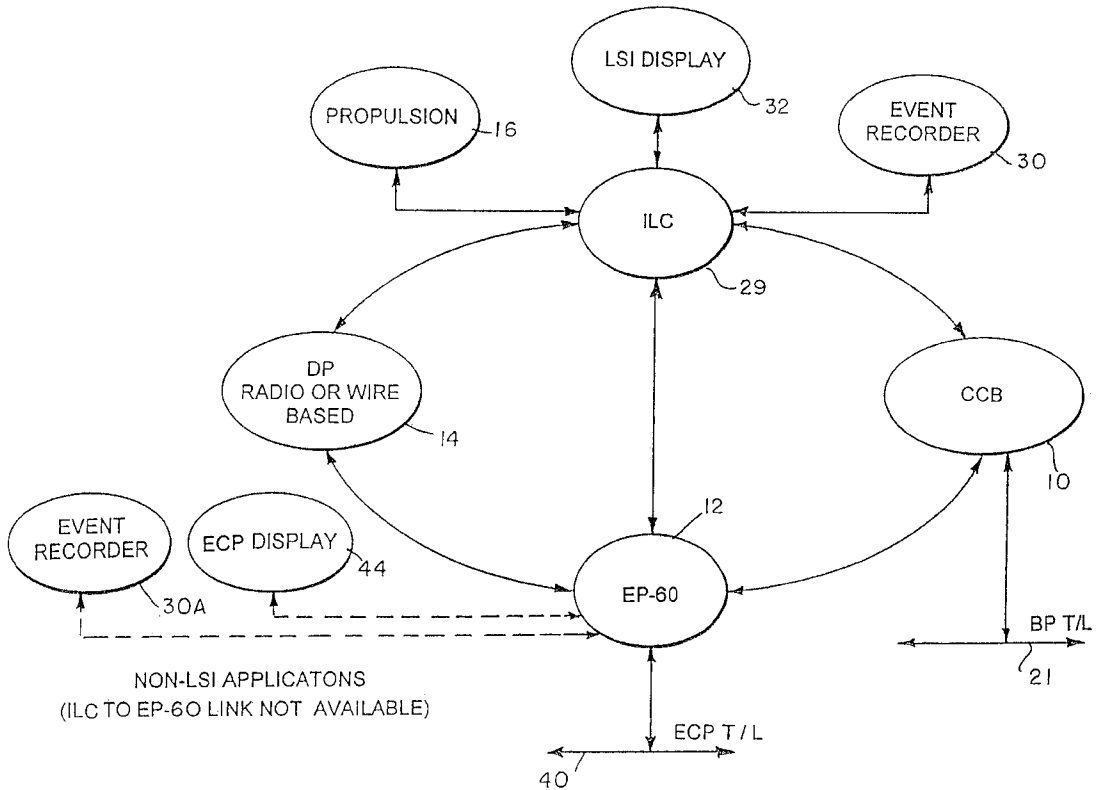 LSI DISPLAY
32
PROPULSION
16
EVENT
RECORDER
30
ILC
29
DP
RADIO OR WIRE
BASED
14
CCB
10
EVENT
RECORDER
30A
ECP DISPLAY
44
12
EP-60
BP T/L
21
NON-LSI APPLICATONS
(ILC TO EP-60 LINK NOT AVAILABLE)
ECP T/L
40